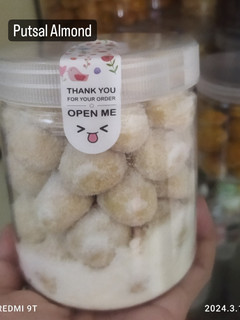 Putsal Almond
THANK YOU
FOR YOUR ORDER
OPEN ME
REDMI 9T
2024.3.1